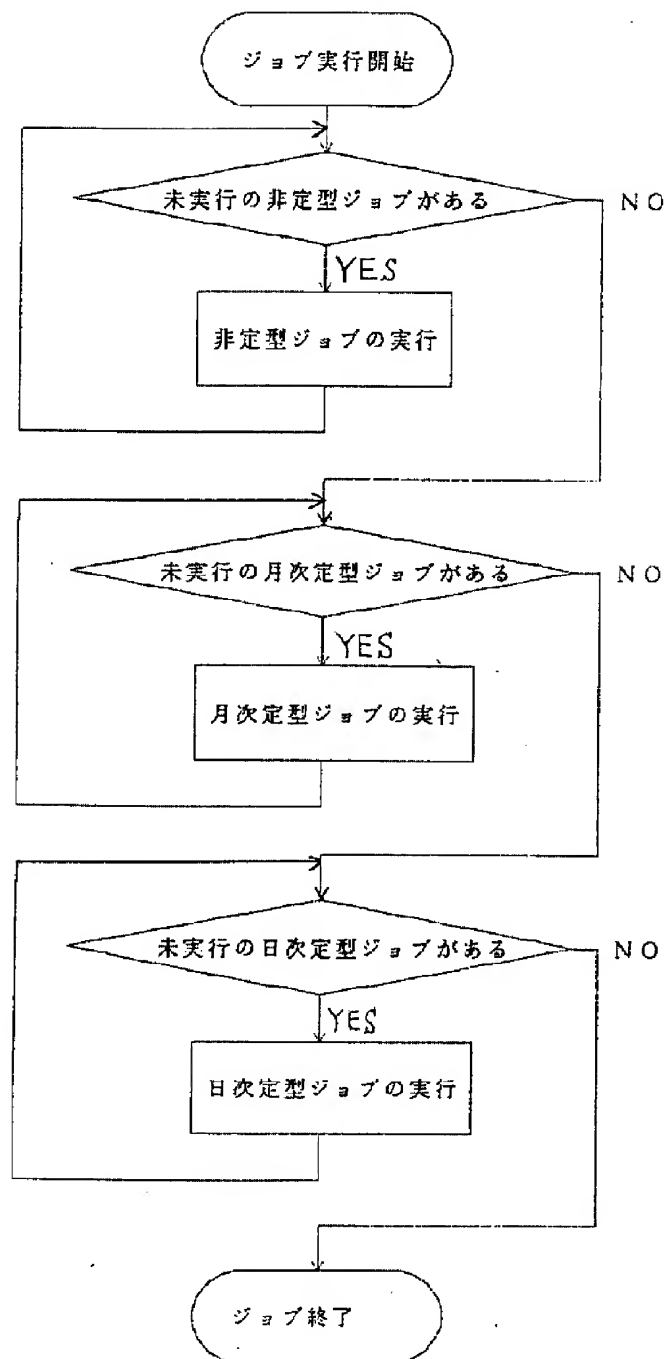 ジョブ実行開始
未実行の非定型ジョブがある
NO
YES
非定型ジョブの実行
未実行の月次定型ジョブがある
NO
YES
月次定型ジョブの実行
未実行の日次定型ジョブがある
NO
YES
日次定型ジョブの実行
ジョブ終了